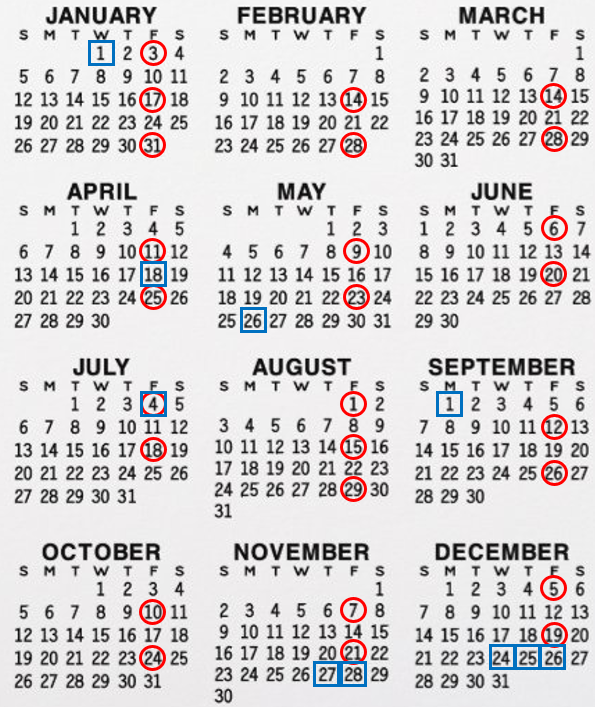 JANUARY
S M T W T F S
1 2 3 4
5 6 7 8 9 10 11
12 13 14 15 16 17 18
19 20 21 22 23 24 25
26 27 28 29 30 31
FEBRUARY
S M T W T F S
1
2 3 4 5 6 7 8
9 10 11 12 13 14 15
16 17 18 19 20 21 22
23 24 25 26 27 28
MARCH
S M T W T F S
1
2 3 4 5 6 7 8
9 10 11 12 13 14 15
16 17 18 19 20 21 22
23 24 25 26 27 28 29
30 31
APRIL
S M T W T F S
1 2 3 4 5
6 7 8 9 10 11 12
13 14 15 16 17 18 19
20 21 22 23 24 25 26
27 28 29 30
MAY
S M T W T F S
1 2 3
4 5 6 7 8 9 10
11 12 13 14 15 16 17
18 19 20 21 22 23 24
25 26 27 28 29 30 31
JUNE
S M T W T F S
1 2 3 4 5 6 7
8 9 10 11 12 13 14
15 16 17 18 19 20 21
22 23 24 25 26 27 28
29 30
JULY
S M T W T F S
1 2 3 4 5
6 7 8 9 10 11 12
13 14 15 16 17 18 19
20 21 22 23 24 25 26
27 28 29 30 31
AUGUST
S M T W T F S
1 2
3 4 5 6 7 8 9
10 11 12 13 14 15 16
17 18 19 20 21 22 23
24 25 26 27 28 29 30
31
SEPTEMBER
S M T W T F S
1 2 3 4 5 6
7 8 9 10 11 12 13
14 15 16 17 18 19 20
21 22 23 24 25 26 27
28 29 30
OCTOBER
S M T W T F S
1 2 3 4
5 6 7 8 9 10 11
12 13 14 15 16 17 18
19 20 21 22 23 24 25
26 27 28 29 30 31
NOVEMBER
S M T W T F S
1
2 3 4 5 6 7 8
9 10 11 12 13 14 15
16 17 18 19 20 21 22
23 24 25 26 27 28 29
30
DECEMBER
S M T W T F S
1 2 3 4 5 6
7 8 9 10 11 12 13
14 15 16 17 18 19 20
21 22 23 24 25 26 27
28 29 30 31